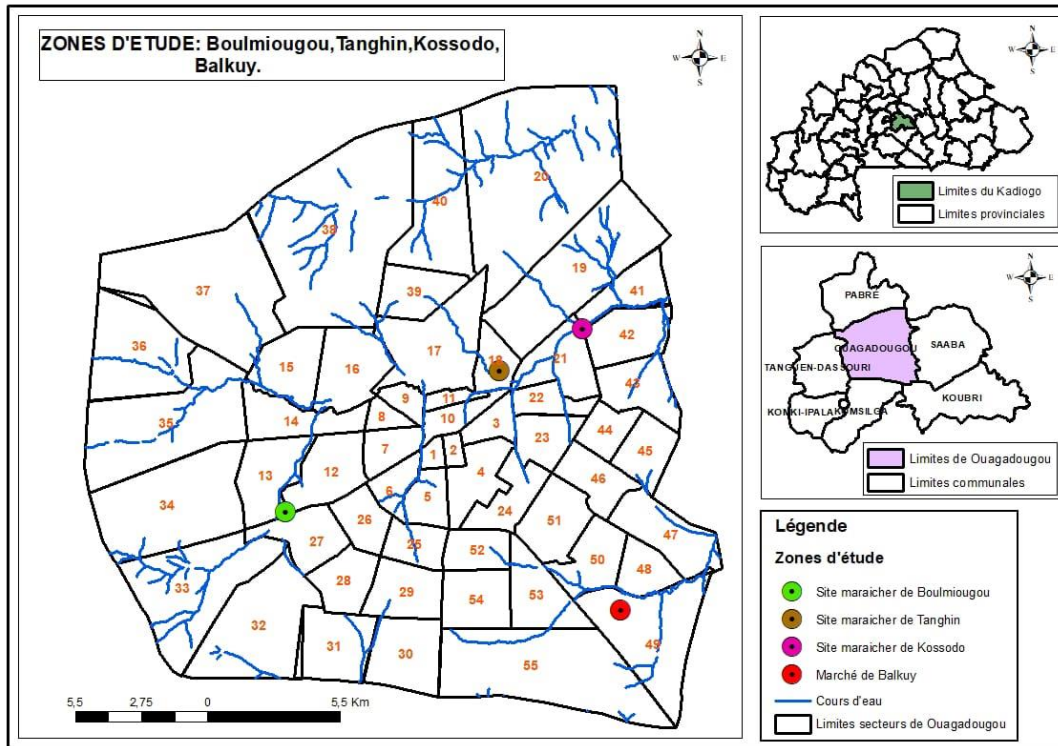 ZONES D'ETUDE: Boulmiougou,Tanghin,Kossodo,
Balkuy.
N
W E
S
20
40
38
19
37
39
41
42
17
36
18
21
15
16
43
9
11
22
35
14
8
10
3
23
44
7
1
2
45
13
12
4
46
34
6
5
24
26
51
47
27
25
52
50
48
28
33
29
54
53
32
31
30
49
55
5,5 2,75 0 5,5 Km
N
W E
S
Limites du Kadiogo
Limites provinciales
N
W E
S
PABRÉ
SAABA
OUAGADOUGOU
TANGHEN-DASSOURI
KOUBRI
KOMSILGA
Limites de Ouagadougou
Limites communales
Légende
Zones d'étude
Site maraicher de Boulmiougou
Site maraicher de Tanghin
Site maraicher de Kossodo
Marché de Balkuy
Cours d'eau
Limites secteurs de Ouagadougou